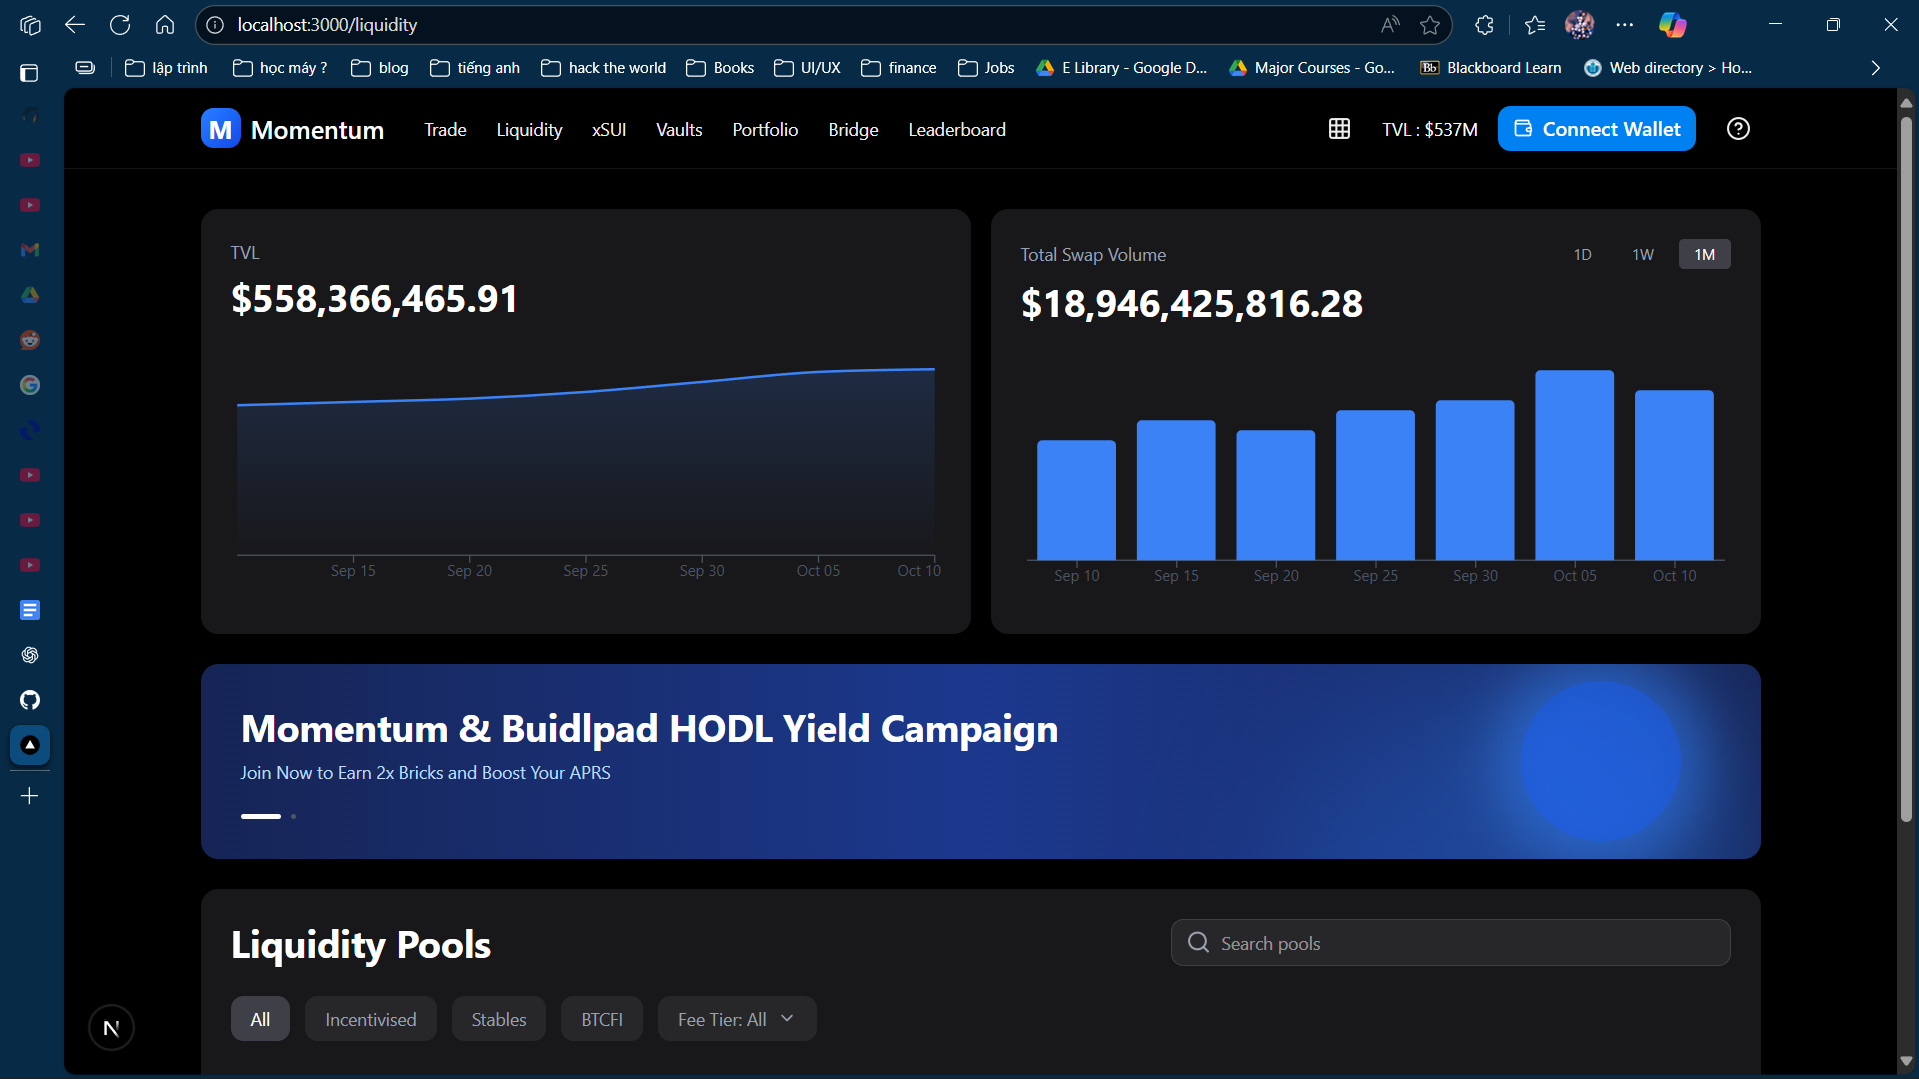 localhost:3000/liquidity
lập trình
học máy ?
blog
tiếng anh
hack the world
Books
UI/UX
finance
Jobs
E Library - Google D...
Major Courses - Go...
Bb Blackboard Learn
Web directory > Ho...
M Momentum
Trade
Liquidity
xSUI
Vaults
Portfolio
Bridge
Leaderboard
TVL : $537M
Connect Wallet
TVL
$558,366,465.91
Sep 15
Sep 20
Sep 25
Sep 30
Oct 05
Oct 10
Total Swap Volume
1D
1W
1M
$18,946,425,816.28
Sep 10
Sep 15
Sep 20
Sep 25
Sep 30
Oct 05
Oct 10
Momentum & Buidlpad HODL Yield Campaign
Join Now to Earn 2x Bricks and Boost Your APRS
Liquidity Pools
Search pools
All
Incentivised
Stables
BTCFI
Fee Tier: All
N